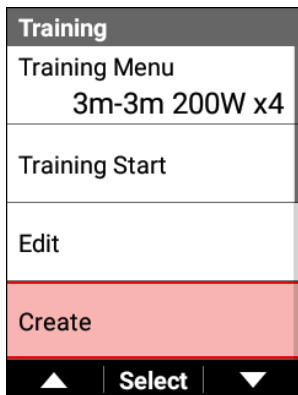 Training
Training Menu
3m-3m 200W x4
Training Start
Edit
Create
Select